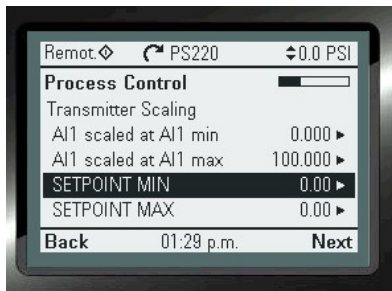 Remot. PS220 0.0 PSI
Process Control
Transmitter Scaling
AI1 scaled at AI1 min 0.000
AI1 scaled at AI1 max 100.000
SETPOINT MIN 0.00
SETPOINT MAX 0.00
Back 01:29 p.m. Next